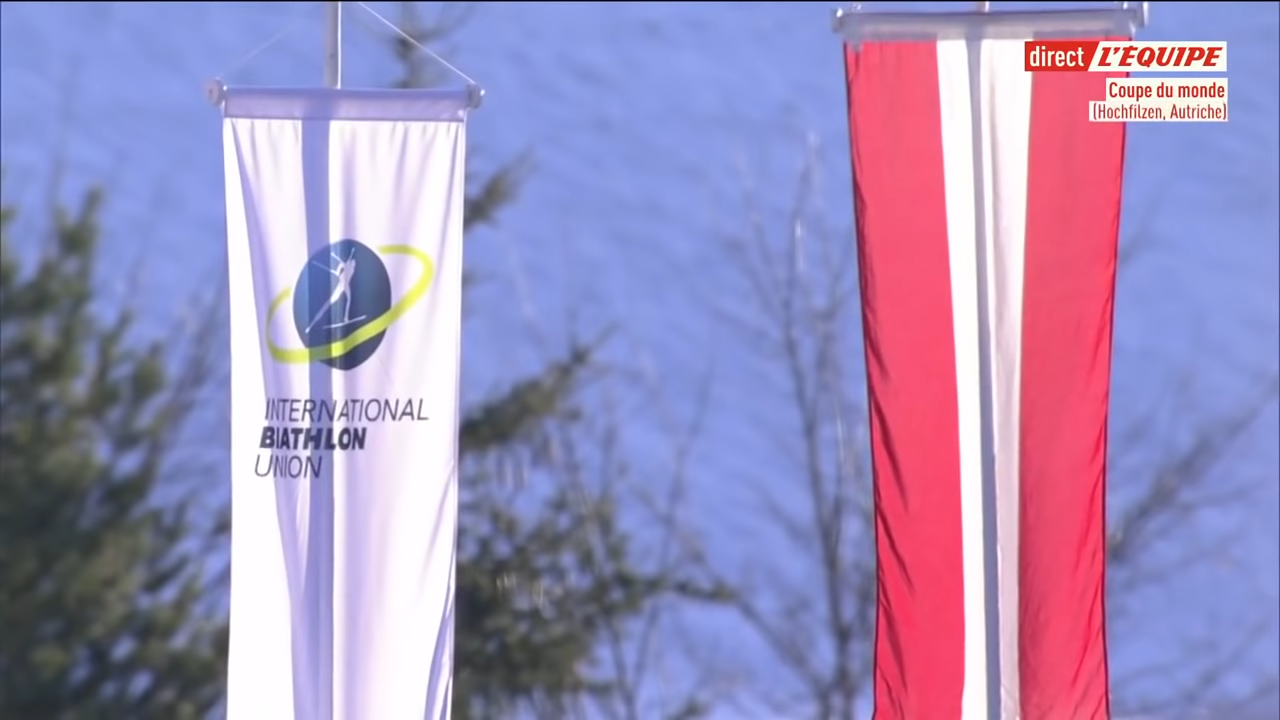 direct L'ÉQUIPE
Coupe du monde
(Hochfilzen, Autriche)
INTERNATIONAL
BIATHLON
UNION